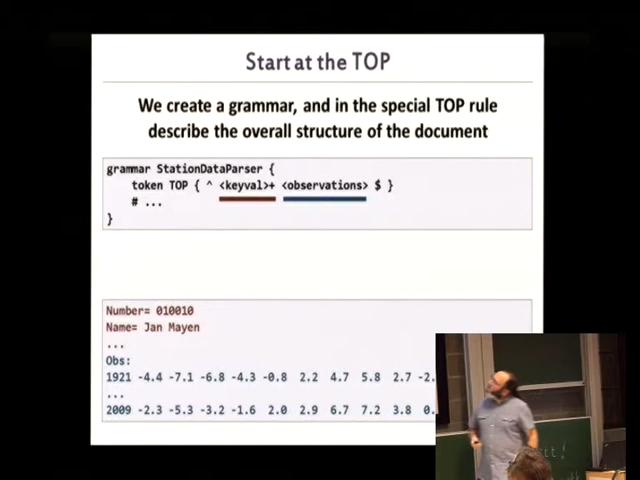 Start at the TOP
We create a grammar, and in the special TOP rule
describe the overall structure of the document
grammar StationDataParser {
token TOP { ^ <keyval>+ <observations> $ }
# ...
}
Number= 010010
Name= Jan Mayen
...
Obs:
1921 -4.4 -7.1 -6.8 -4.3 -0.8 2.2 4.7 5.8 2.7 -2.
...
2009 -2.3 -5.3 -3.2 -1.6 2.0 2.9 6.7 7.2 3.8 0.